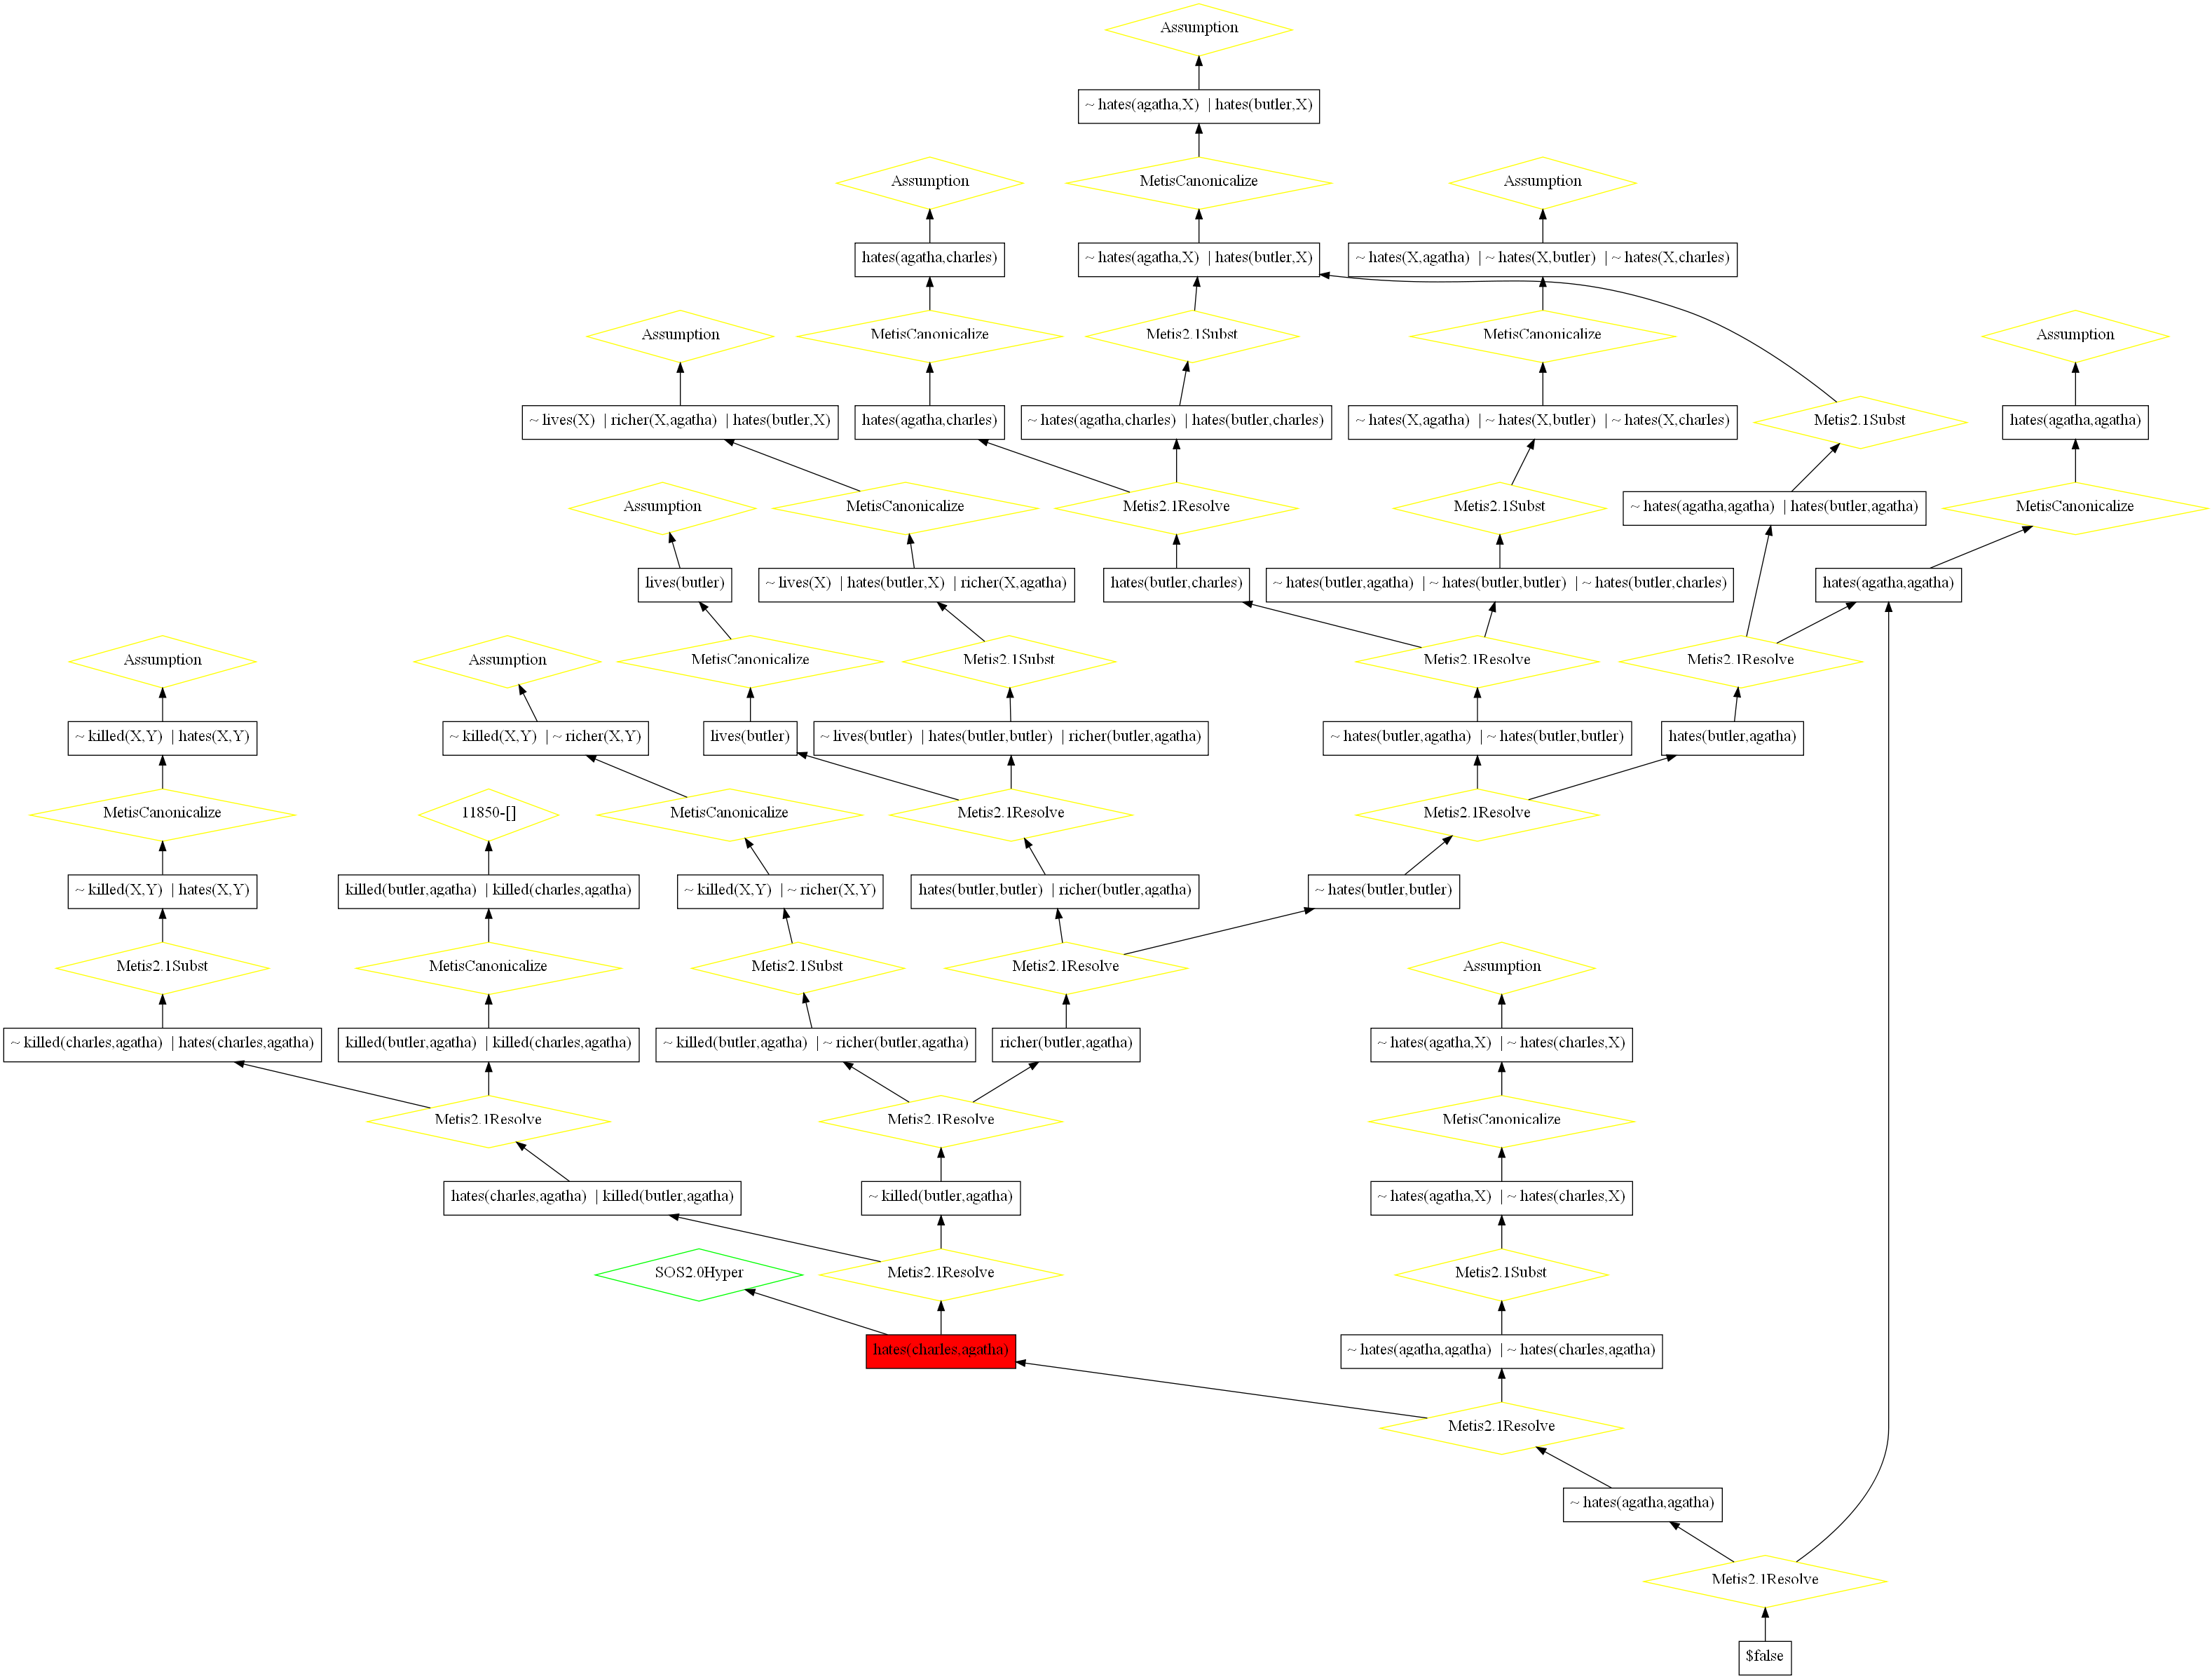 Assumption
~ hates(agatha,X) | hates(butler,X)
Assumption
MetisCanonicalize
Assumption
hates(agatha,charles)
~ hates(agatha,X) | hates(butler,X)
~ hates(X,agatha) | ~ hates(X,butler) | ~ hates(X,charles)
Assumption
MetisCanonicalize
Metis2.1Subst
MetisCanonicalize
Assumption
~ lives(X) | richer(X,agatha) | hates(butler,X)
hates(agatha,charles)
~ hates(agatha,charles) | hates(butler,charles)
~ hates(X,agatha) | ~ hates(X,butler) | ~ hates(X,charles)
Metis2.1Subst
hates(agatha,agatha)
Assumption
MetisCanonicalize
Metis2.1Resolve
Metis2.1Subst
~ hates(agatha,agatha) | hates(butler,agatha)
MetisCanonicalize
lives(butler)
~ lives(X) | hates(butler,X) | richer(X,agatha)
hates(butler,charles)
~ hates(butler,agatha) | ~ hates(butler,butler) | ~ hates(butler,charles)
hates(agatha,agatha)
Assumption
Assumption
MetisCanonicalize
Metis2.1Subst
Metis2.1Resolve
Metis2.1Resolve
~ killed(X,Y) | hates(X,Y)
~ killed(X,Y) | ~ richer(X,Y)
lives(butler)
~ lives(butler) | hates(butler,butler) | richer(butler,agatha)
~ hates(butler,agatha) | ~ hates(butler,butler)
hates(butler,agatha)
MetisCanonicalize
11850-[]
MetisCanonicalize
Metis2.1Resolve
Metis2.1Resolve
~ killed(X,Y) | hates(X,Y)
killed(butler,agatha) | killed(charles,agatha)
~ killed(X,Y) | ~ richer(X,Y)
hates(butler,butler) | richer(butler,agatha)
~ hates(butler,butler)
Metis2.1Subst
MetisCanonicalize
Metis2.1Subst
Metis2.1Resolve
Assumption
~ killed(charles,agatha) | hates(charles,agatha)
killed(butler,agatha) | killed(charles,agatha)
~ killed(butler,agatha) | ~ richer(butler,agatha)
richer(butler,agatha)
~ hates(agatha,X) | ~ hates(charles,X)
Metis2.1Resolve
Metis2.1Resolve
MetisCanonicalize
hates(charles,agatha) | killed(butler,agatha)
~ killed(butler,agatha)
~ hates(agatha,X) | ~ hates(charles,X)
SOS2.0Hyper
Metis2.1Resolve
Metis2.1Subst
hates(charles,agatha)
~ hates(agatha,agatha) | ~ hates(charles,agatha)
Metis2.1Resolve
~ hates(agatha,agatha)
Metis2.1Resolve
$false